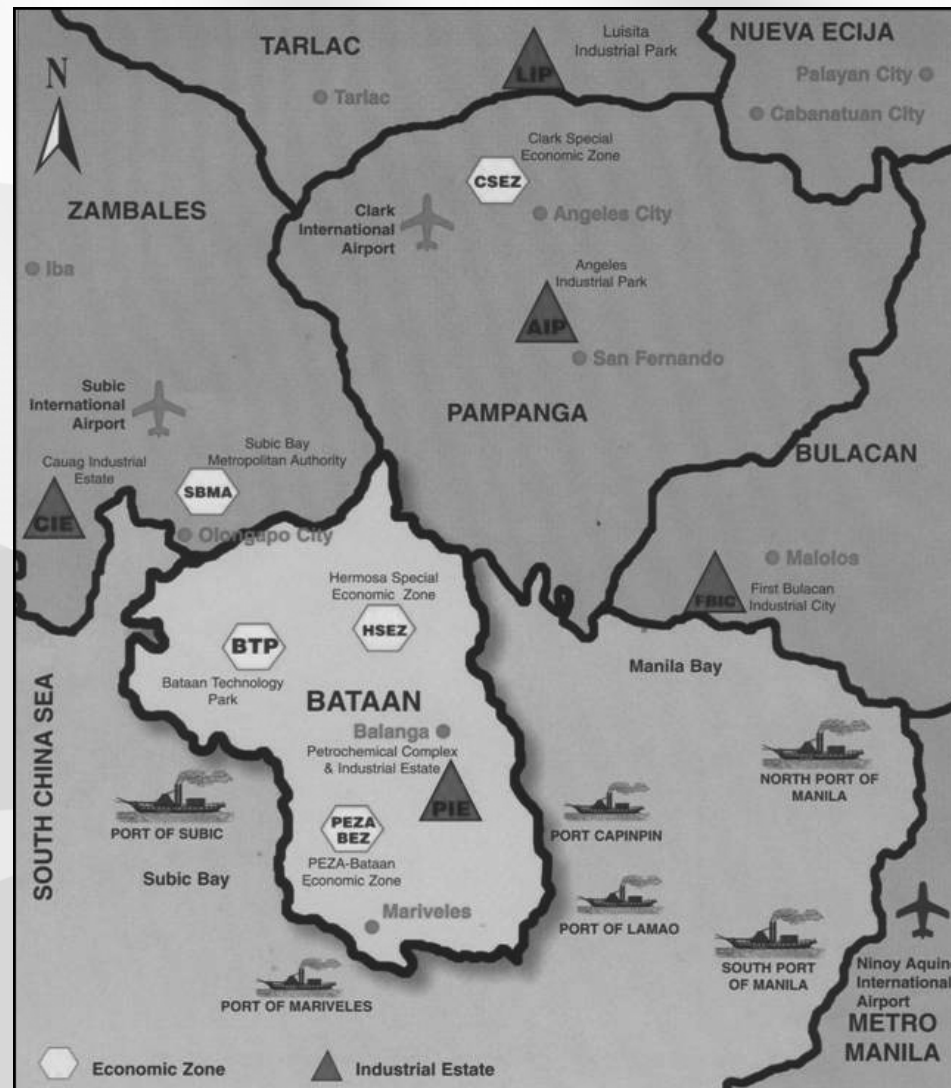 TARLAC
Luisita
Industrial Park
LIP
NUEVA ECIJA
N
Tarlac
Palayan City
Cabanatuan City
Clark Special
Economic Zone
CSEZ
ZAMBALES
Clark
International
Airport
Angeles City
Iba
Angeles
Industrial Park
AIP
San Fernando
Subic
International
Airport
PAMPANGA
Subic Bay
Metropolitan Authority
BULACAN
Cauag Industrial
Estate
SBMA
CIE
Olongapo City
Malolos
Hermosa Special
Economic Zone
FBIC
First Bulacan
Industrial City
HSEZ
BTP
Manila Bay
Bataan Technology
Park
BATAAN
SOUTH CHINA SEA
Balanga
Petrochemical Complex
& Industrial Estate
NORTH PORT OF
MANILA
PIE
PORT OF SUBIC
PEZA
BEZ
PORT CAPINPIN
PEZA-Bataan
Economic Zone
Subic Bay
Mariveles
PORT OF LAMAO
SOUTH PORT
OF MANILA
Ninoy Aquino
International
Airport
PORT OF MARIVELES
METRO
MANILA
Economic Zone
Industrial Estate